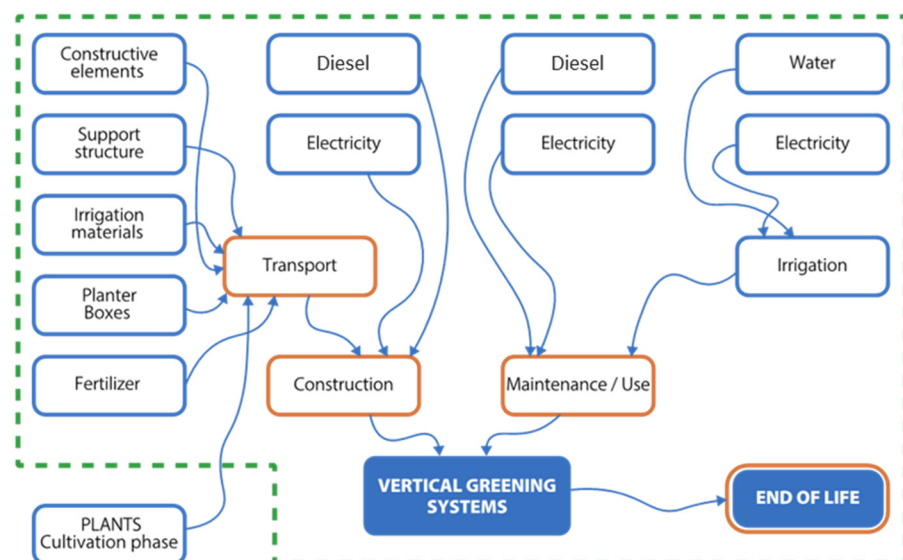 Constructive
elements
Diesel
Diesel
Water
Support
structure
Electricity
Electricity
Electricity
Irrigation
materials
Transport
Irrigation
Planter
Boxes
Fertilizer
Construction
Maintenance / Use
VERTICAL GREENING
SYSTEMS
END OF LIFE
PLANTS
Cultivation phase